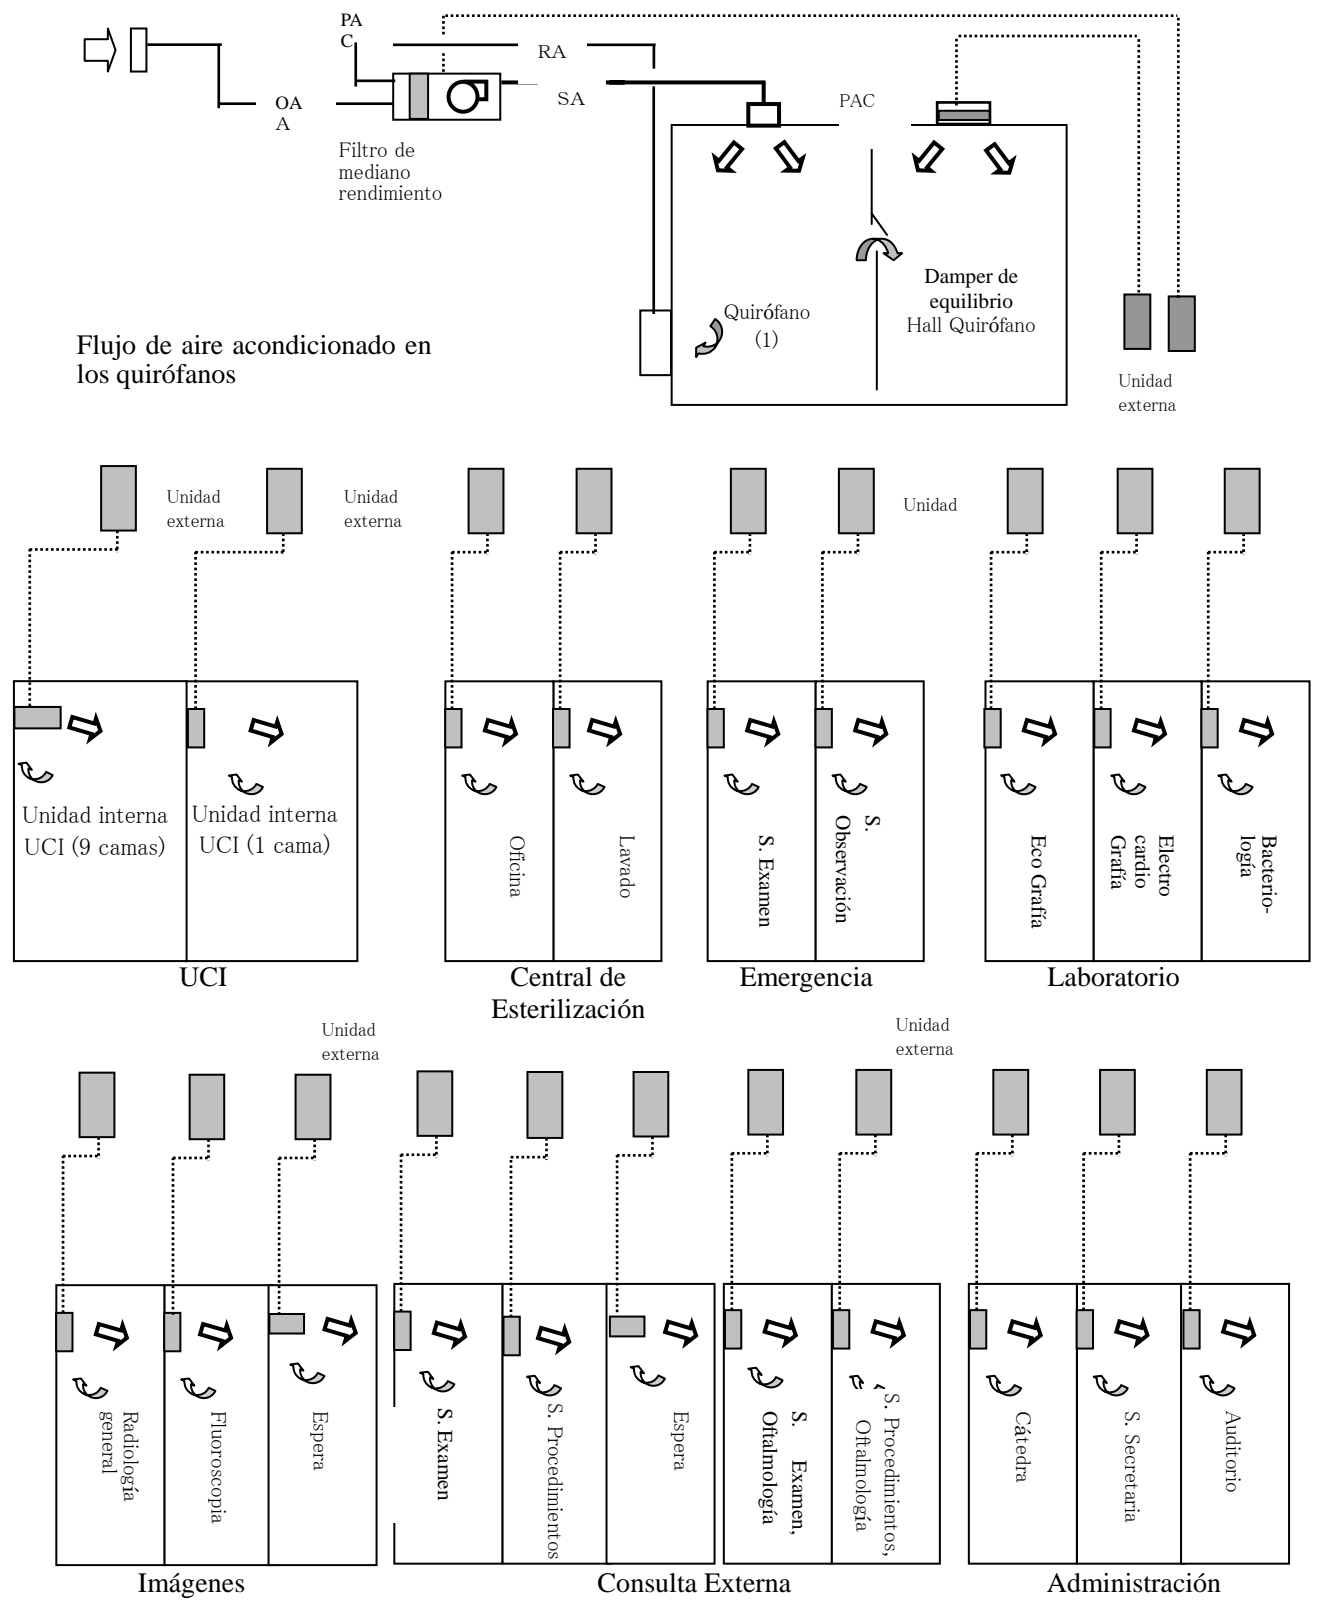 PA
C
RA
OA
A
SA
PAC
Filtro de
mediano
rendimiento
Damper de
equilibrio
Hall Quirófano
Quirófano
(1)
Flujo de aire acondicionado en
los quirófanos
Unidad
externa
Unidad
externa
Unidad
externa
Unidad
Unidad interna
UCI (9 camas)
Unidad interna
UCI (1 cama)
Oficina
Lavado
S. Examen
S.
Observación
Eco Grafía
Electro
cardio
Grafía
Bacterio-
logía
UCI
Central de
Esterilización
Emergencia
Laboratorio
Unidad
externa
Unidad
externa
Radiología
general
Fluoroscopia
Espera
S. Examen
S. Procedimientos
Espera
S. Examen,
Oftalmología
S. Procedimientos,
Oftalmología
Cátedra
S. Secretaria
Auditorio
Imágenes
Consulta Externa
Administración